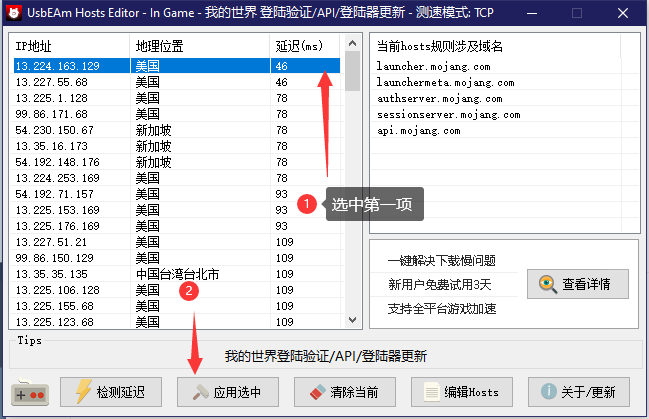 UsbEAm Hosts Editor - In Game - 我的世界 登陆验证/API/登陆器更新 - 测速模式: TCP
IP地址 地理位置 延迟(ms)
13.224.163.129 美国 46
13.227.55.68 美国 46
13.225.1.128 美国 78
99.86.171.68 美国 78
54.230.150.67 新加坡 78
13.35.16.173 新加坡 78
54.192.148.176 新加坡 78
13.224.253.169 美国 78
54.192.71.157 美国 93
13.225.153.169 美国 93
13.225.176.169 美国 93
13.227.51.21 美国 109
99.86.150.129 美国 109
13.35.35.135 中国台湾台北市 109
13.225.106.128 美国 109
13.225.155.68 美国 109
13.225.123.68 美国 109
1 选中第一项
2
当前hosts规则涉及域名
launcher.mojang.com
launchermeta.mojang.com
authserver.mojang.com
sessionserver.mojang.com
api.mojang.com
一键解决下载慢问题
新用户免费试用3天
支持全平台游戏加速
查看详情
Tips
我的世界登陆验证/API/登陆器更新
检测延迟 应用选中 清除当前 编辑Hosts 关于/更新